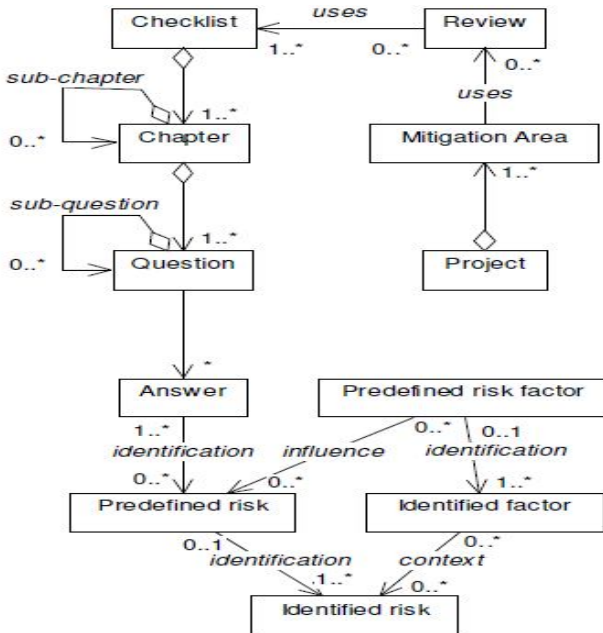 Checklist
uses
Review
1..*
0..*
0..*
sub-chapter
1..*
uses
0..*
Chapter
Mitigation Area
1..*
sub-question
1..*
0..*
Question
Project
*
Answer
Predefined risk factor
1..*
0..*
0..1
identification
influence
identification
0..*
0..*
1..*
Predefined risk
Identified factor
0..1
0..*
identification
context
1..*
0..*
Identified risk